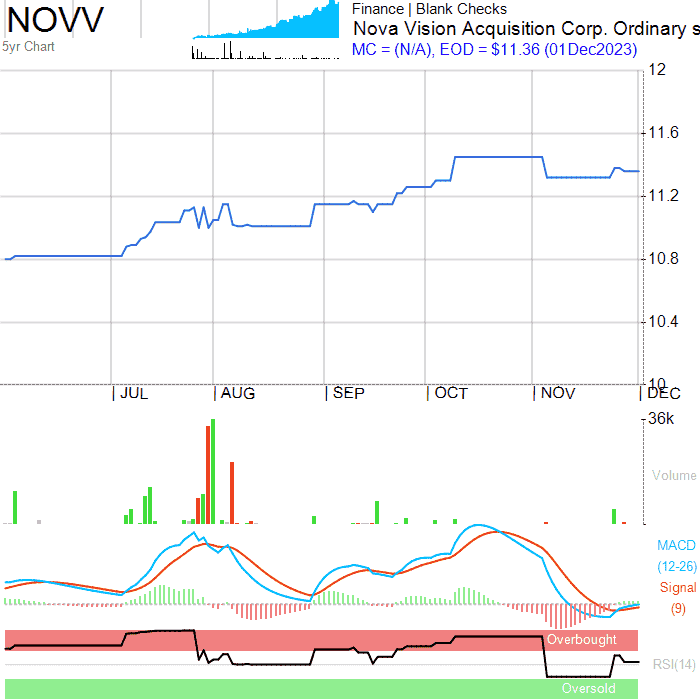 NOVV
5yr Chart
Finance | Blank Checks
Nova Vision Acquisition Corp. Ordinary s
MC = (N/A), EOD = $11.36 (01Dec2023)
12
11.6
11.2
10.8
10.4
10
JUL AUG SEP OCT NOV DEC
36k
Volume
MACD
(12-26)
Signal
(9)
Overbought
RSI(14)
Oversold